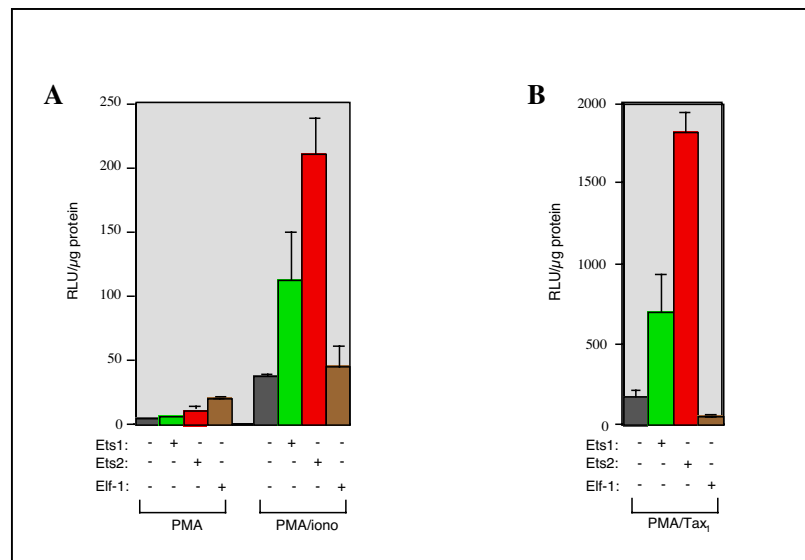 A
RLU/µg protein
250
200
150
100
50
0
Ets1: - + - - - + - -
Ets2: - - + - - - + -
Elf-1: - - - + - - - +
PMA PMA/iono
B
RLU/µg protein
2000
1500
1000
500
0
Ets1: - + - -
Ets2: - - + -
Elf-1: - - - +
PMA/Tax₁